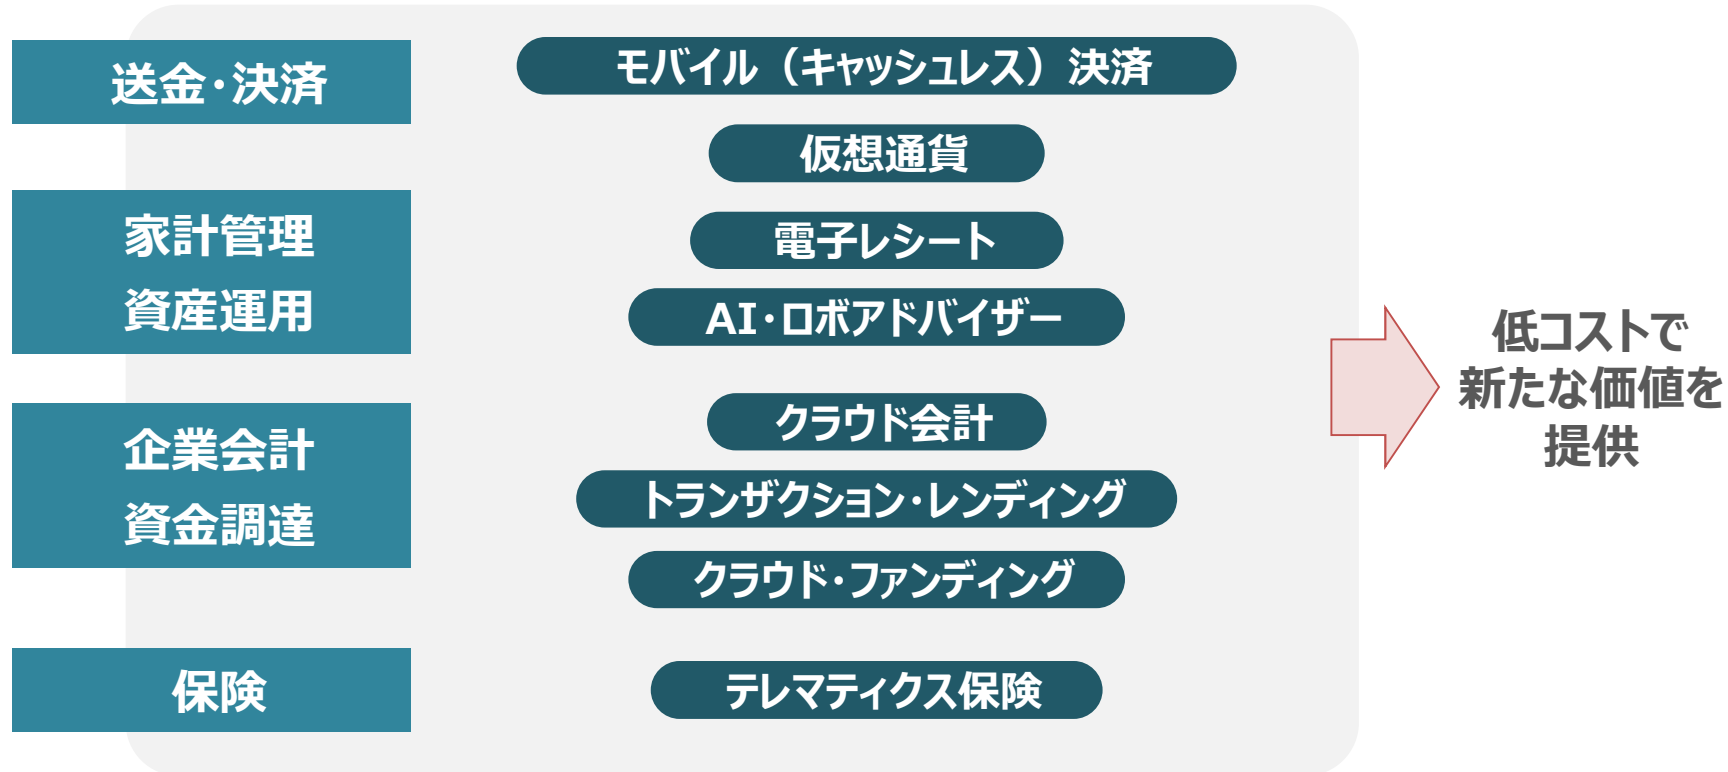 送金・決済
モバイル（キャッシュレス）決済
仮想通貨
家計管理
資産運用
電子レシート
AI・ロボアドバイザー
企業会計
資金調達
クラウド会計
トランザクション・レンディング
クラウド・ファンディング
保険
テレマティクス保険
低コストで
新たな価値を
提供